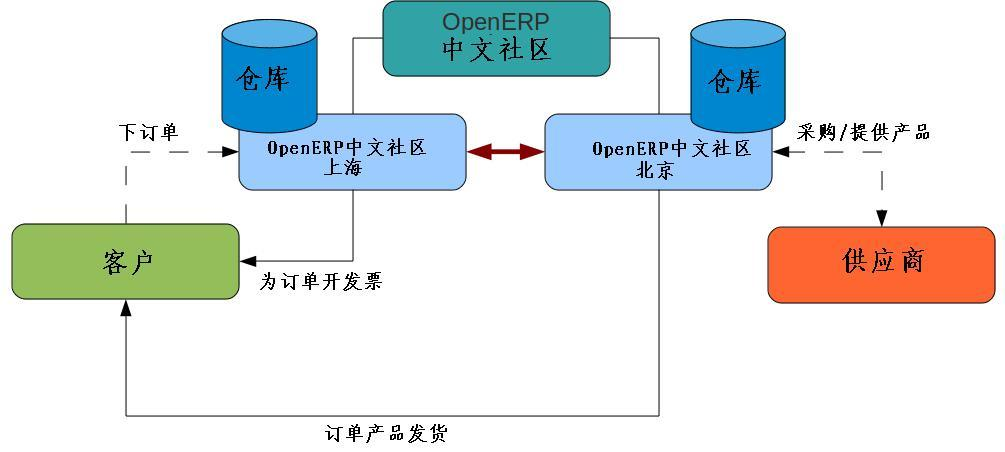 OpenERP
中文社区
仓库
仓库
下订单
采购/提供产品
OpenERP中文社区
上海
OpenERP中文社区
北京
客户
供应商
为订单开发票
订单产品发货